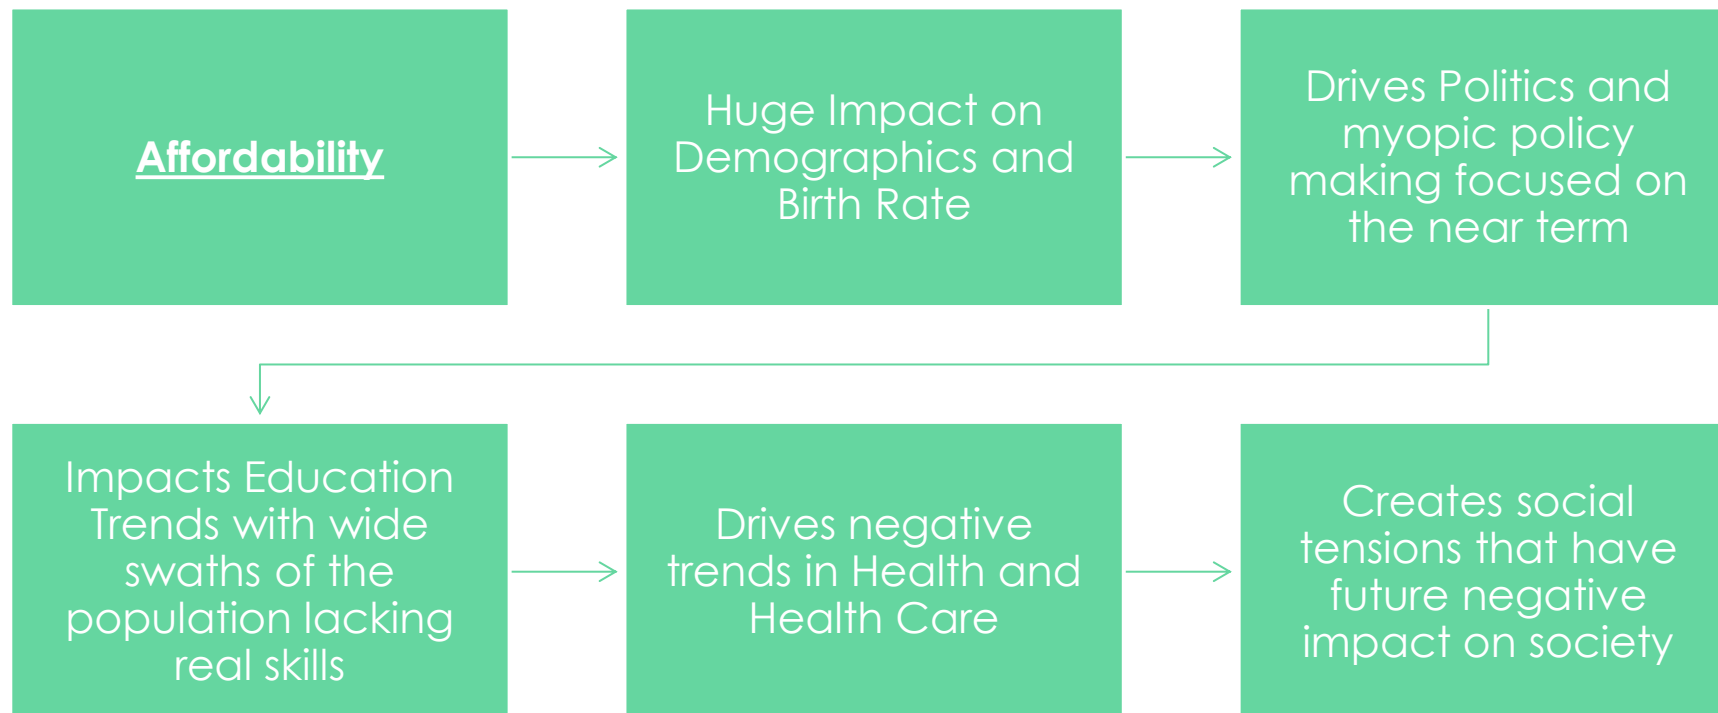 Affordability
Huge Impact on
Demographics and
Birth Rate
Drives Politics and
myopic policy
making focused on
the near term
Impacts Education
Trends with wide
swaths of the
population lacking
real skills
Drives negative
trends in Health and
Health Care
Creates social
tensions that have
future negative
impact on society